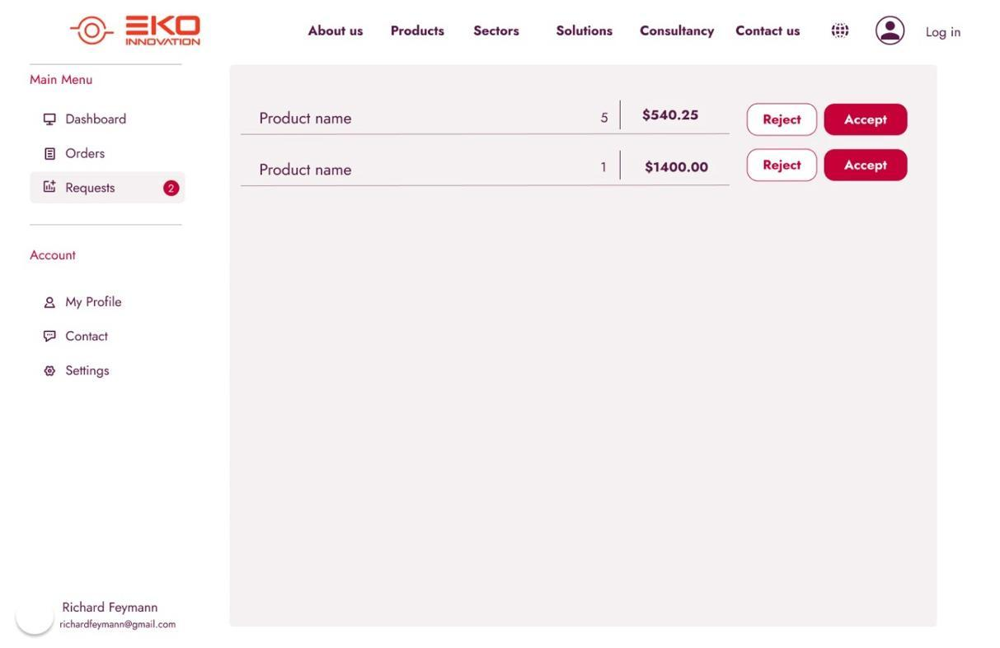 EKO
INNOVATION
About us Products Sectors Solutions Consultancy Contact us Log in
Main Menu
Dashboard
Orders
Requests 2
Account
My Profile
Contact
Settings
Richard Feymann
richardfeymann@gmail.com
Product name 5 $540.25 Reject Accept
Product name 1 $1400.00 Reject Accept